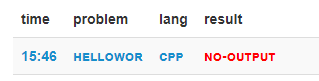 time problem lang result
15:46 HELLOWOR CPP NO-OUTPUT